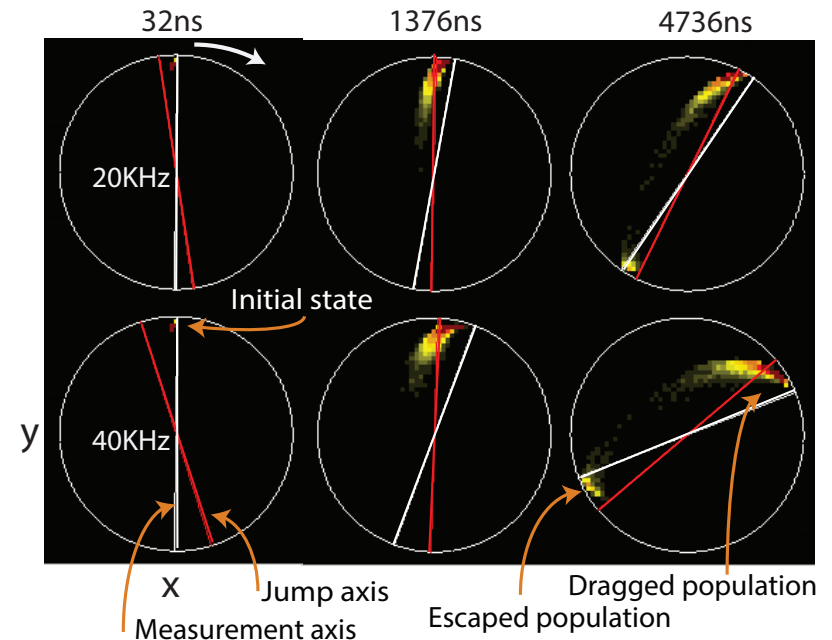 32ns
1376ns
4736ns
20KHz
Initial state
y
40KHz
x
Jump axis
Measurement axis
Escaped population
Dragged population